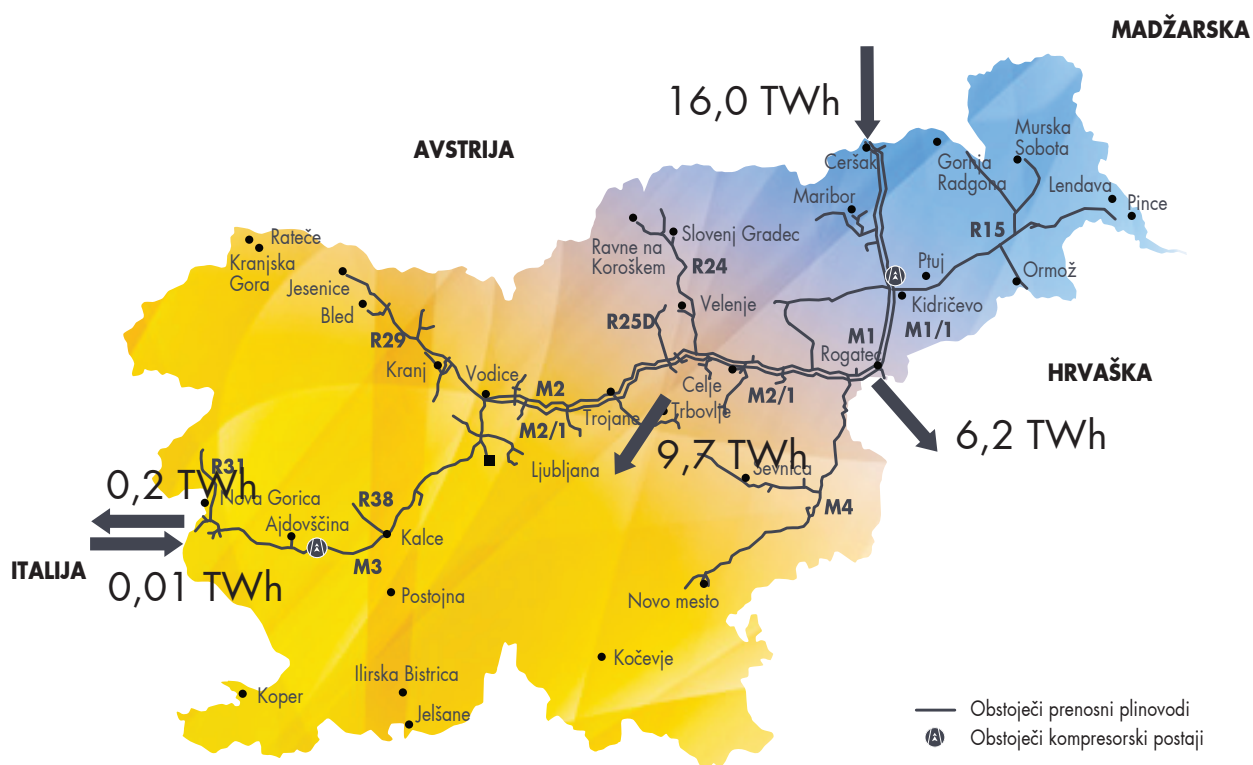 MADŽARSKA
16,0 TWh
AVSTRIJA
Ceršak
Gornja
Radgona
Murska
Sobota
Lendava
Pince
Maribor
R15
Rateče
Kranjska
Gora
Jesenice
Bled
Ravne na
Koroškem
Slovenj Gradec
R24
Velenje
Ptuj
Ormož
Kidričevo
M1/1
M1
R25D
R29
Kranj
Vodice
M2
M2/1
Trojane
Celje
Trbovlje
M2/1
Rogatec
HRVAŠKA
6,2 TWh
9,7 TWh
Sevnica
Ljubljana
R31
0,2 TWh
Nova Gorica
Ajdovščina
R38
Kalce
M3
M4
ITALIJA
0,01 TWh
Postojna
Novo mesto
Kočevje
Ilirska Bistrica
Koper
Jelšane
Obstoječi prenosni plinovodi
Obstoječi kompresorski postaji